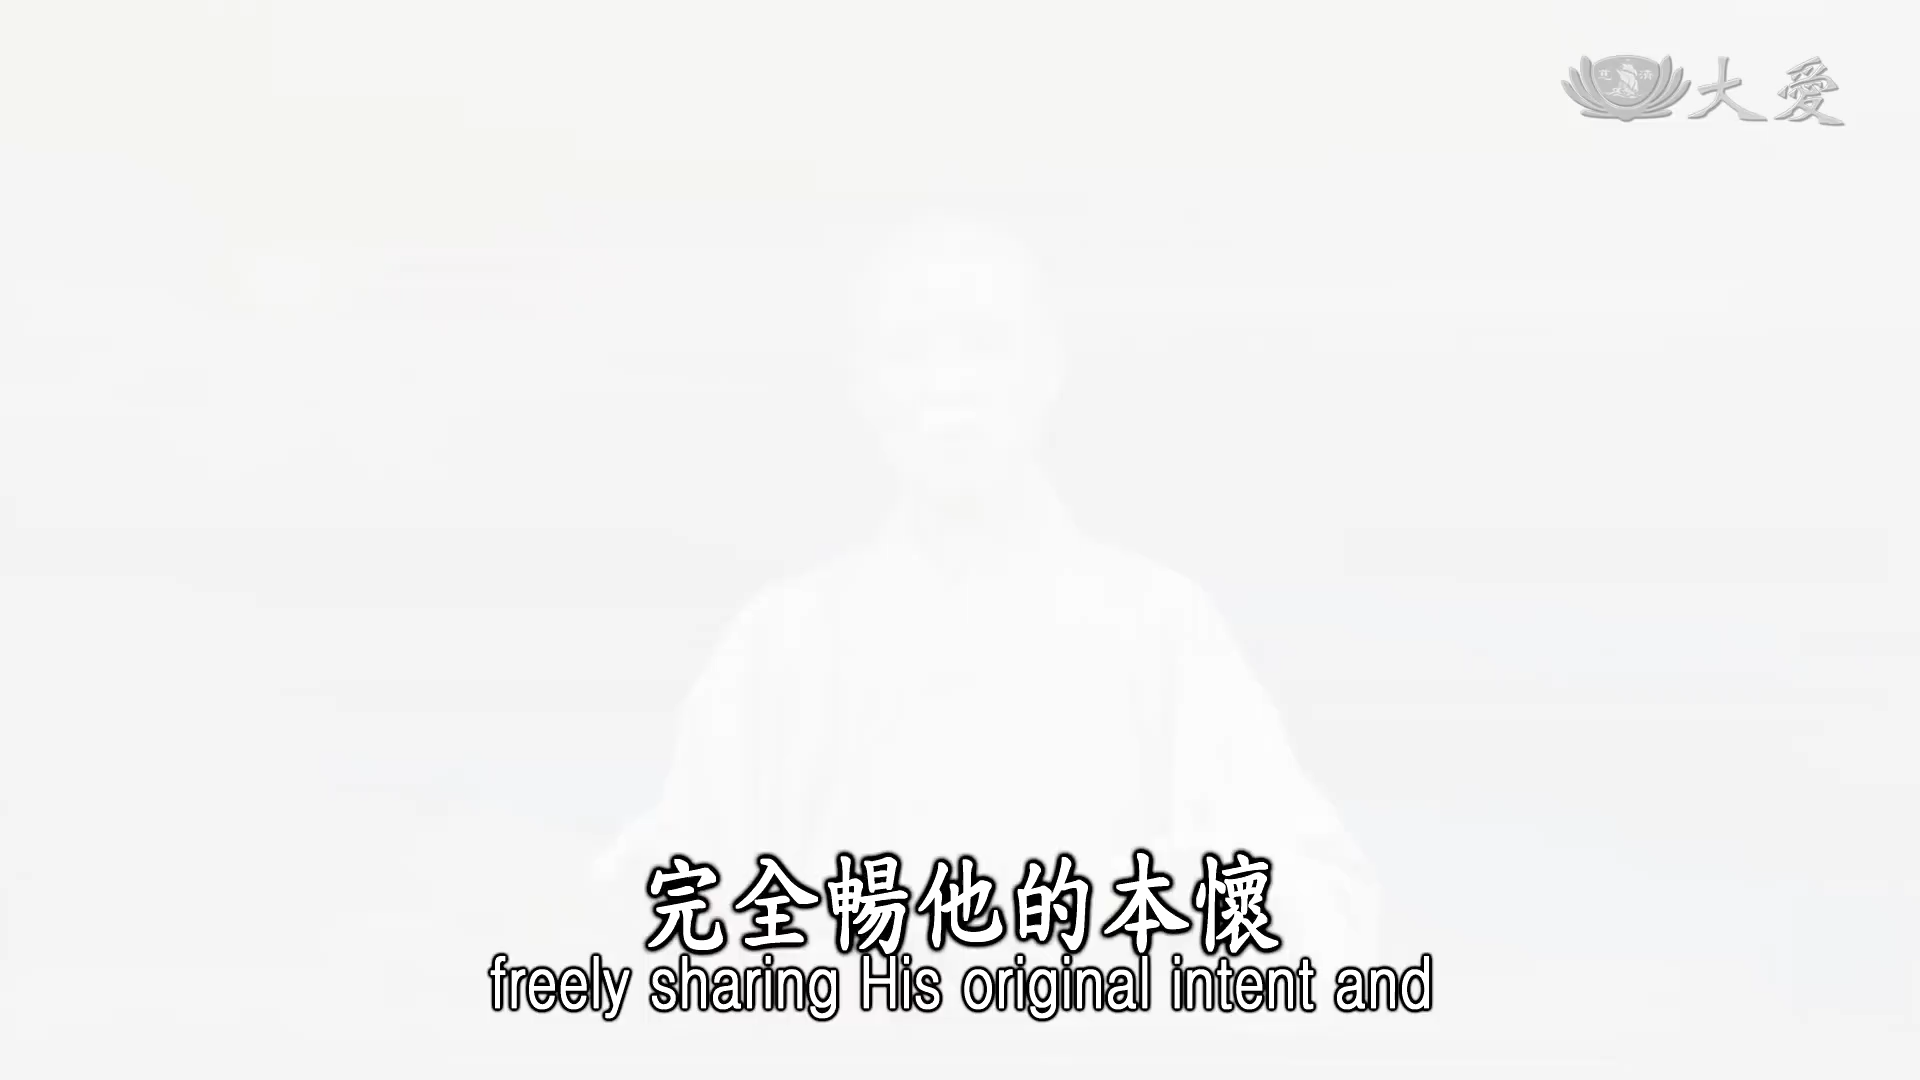 大愛
完全暢他的本懷
freely sharing His original intent and